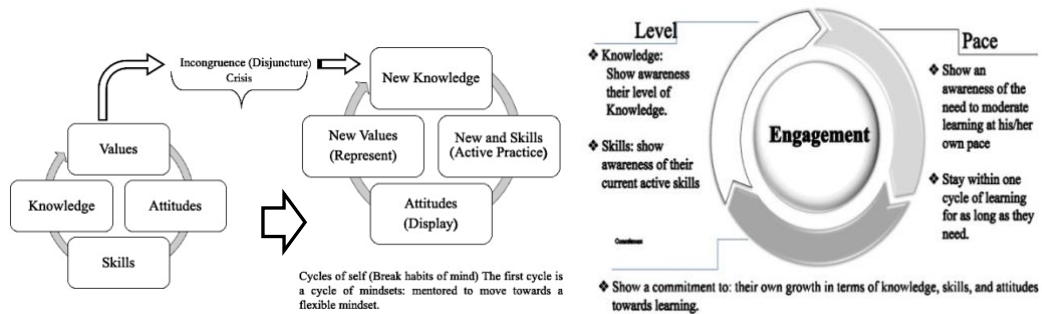 Incongruence (Disjuncture)
Crisis
Values
Knowledge
Attitudes
Skills
New Knowledge
New Values
(Represent)
New and Skills
(Active Practice)
Attitudes
(Display)
Cycles of self (Break habits of mind) The first cycle is
a cycle of mindsets: mentored to move towards a
flexible mindset.
Level
❖ Knowledge:
Show awareness
their level of
Knowledge.
❖ Skills: show
awareness of their
current active skills
Engagement
Pace
❖ Show an
awareness of the
need to moderate
learning at his/her
own pace
❖ Stay within one
cycle of learning
for as long as they
need.
Commitment
❖ Show a commitment to: their own growth in terms of knowledge, skills, and attitudes
towards learning.